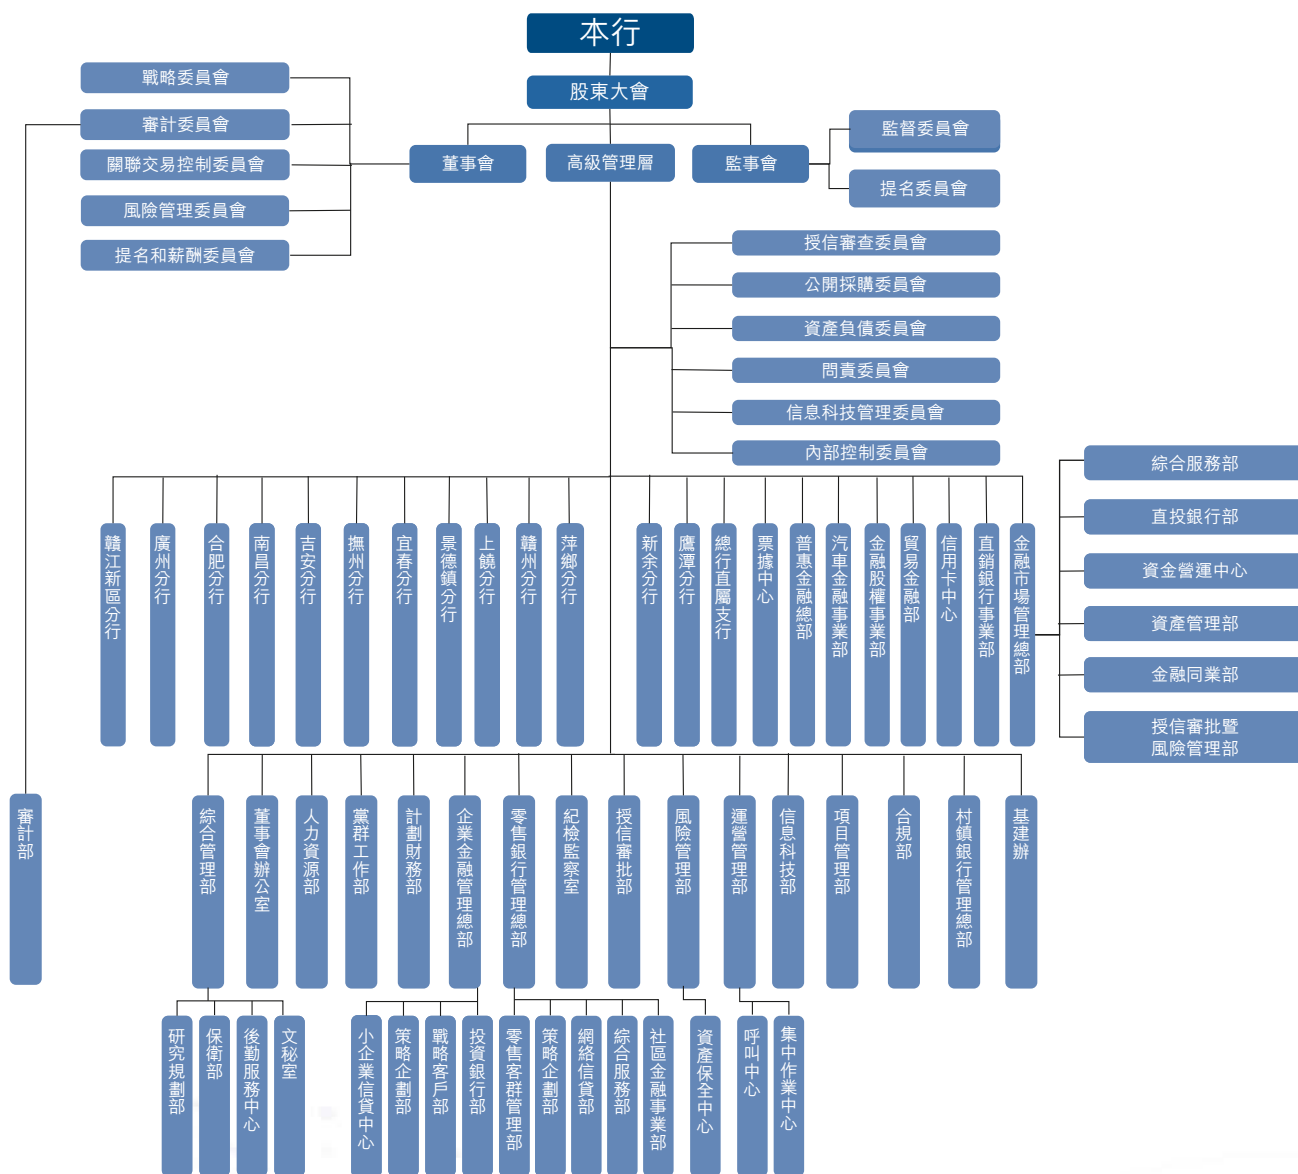 本行
股東大會
董事會
高級管理層
監事會
戰略委員會
審計委員會
關聯交易控制委員會
風險管理委員會
提名和薪酬委員會
監督委員會
提名委員會
授信審查委員會
公開採購委員會
資產負債委員會
問責委員會
信息科技管理委員會
內部控制委員會
贛江新區分行
廣州分行
合肥分行
南昌分行
吉安分行
撫州分行
宜春分行
景德鎮分行
上饒分行
贛州分行
萍鄉分行
新余分行
鷹潭分行
總行直屬支行
票據中心
普惠金融總部
汽車金融事業部
金融股權事業部
貿易金融部
信用卡中心
直銷銀行事業部
金融市場管理總部
綜合服務部
直投銀行部
資金營運中心
資產管理部
金融同業部
授信審批暨
風險管理部
審計部
綜合管理部
董事會辦公室
人力資源部
黨群工作部
計劃財務部
企業金融管理總部
零售銀行管理總部
紀檢監察室
授信審批部
風險管理部
運營管理部
信息科技部
項目管理部
合規部
村鎮銀行管理總部
基建辦
研究規劃部
保衛部
後勤服務中心
文秘室
小企業信貸中心
策略企劃部
戰略客戶部
投資銀行部
零售客群管理部
策略企劃部
網絡信貸部
綜合服務部
社區金融事業部
資產保全中心
呼叫中心
集中作業中心